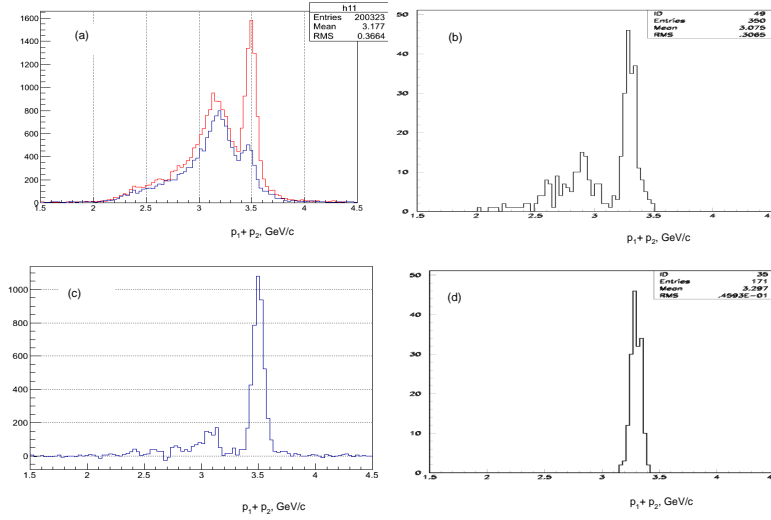 (a)
h11
Entries 200323
Mean 3.177
RMS 0.3664
1600
1400
1200
1000
800
600
400
200
0
1.5 2 2.5 3 3.5 4 4.5
p1+ p2, GeV/c
(b)
ID 49
Entries 350
Mean 3.075
RMS .3065
50
40
30
20
10
0
1.5 2 2.5 3 3.5 4 4.5
p1+ p2, GeV/c
(c)
1000
800
600
400
200
0
1.5 2 2.5 3 3.5 4 4.5
p1+ p2, GeV/c
(d)
ID 35
Entries 171
Mean 3.297
RMS .4593E-01
50
40
30
20
10
0
1.5 2 2.5 3 3.5 4 4.5
p1+ p2, GeV/c